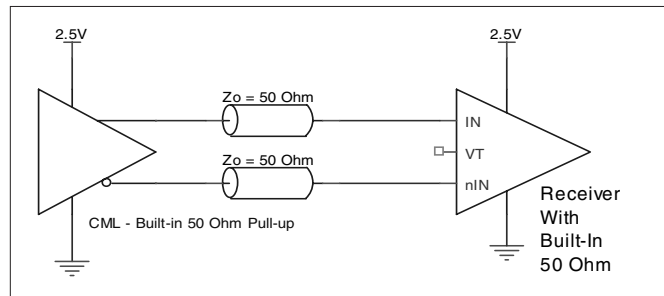 2.5V
2.5V
Zo = 50 Ohm
IN
VT
Zo = 50 Ohm
nIN
CML - Built-in 50 Ohm Pull-up
Receiver
With
Built-In
50 Ohm